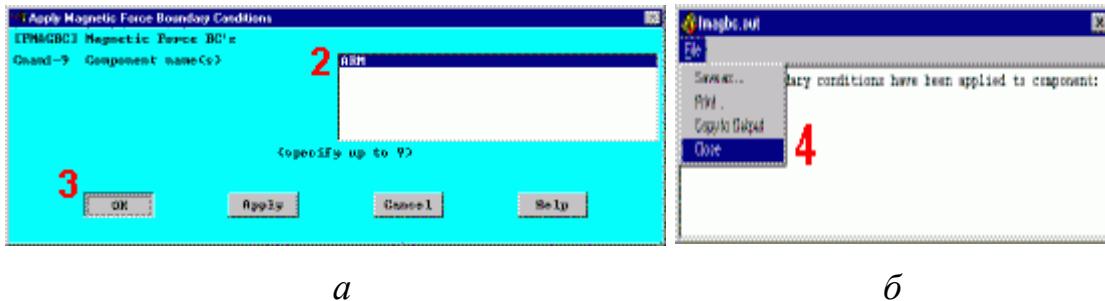 Apply Magnetic Force Boundary Conditions
[FMAGBC] Magnetic Force BC's
Cnam1-9 Component name(s)
2
ARM
(specify up to 9)
3
OK
Apply
Cancel
Help
fmagbc.out
File
Save as...
Print .
Copy to Output
Close
dary conditions have been applied to component:
4
а
б